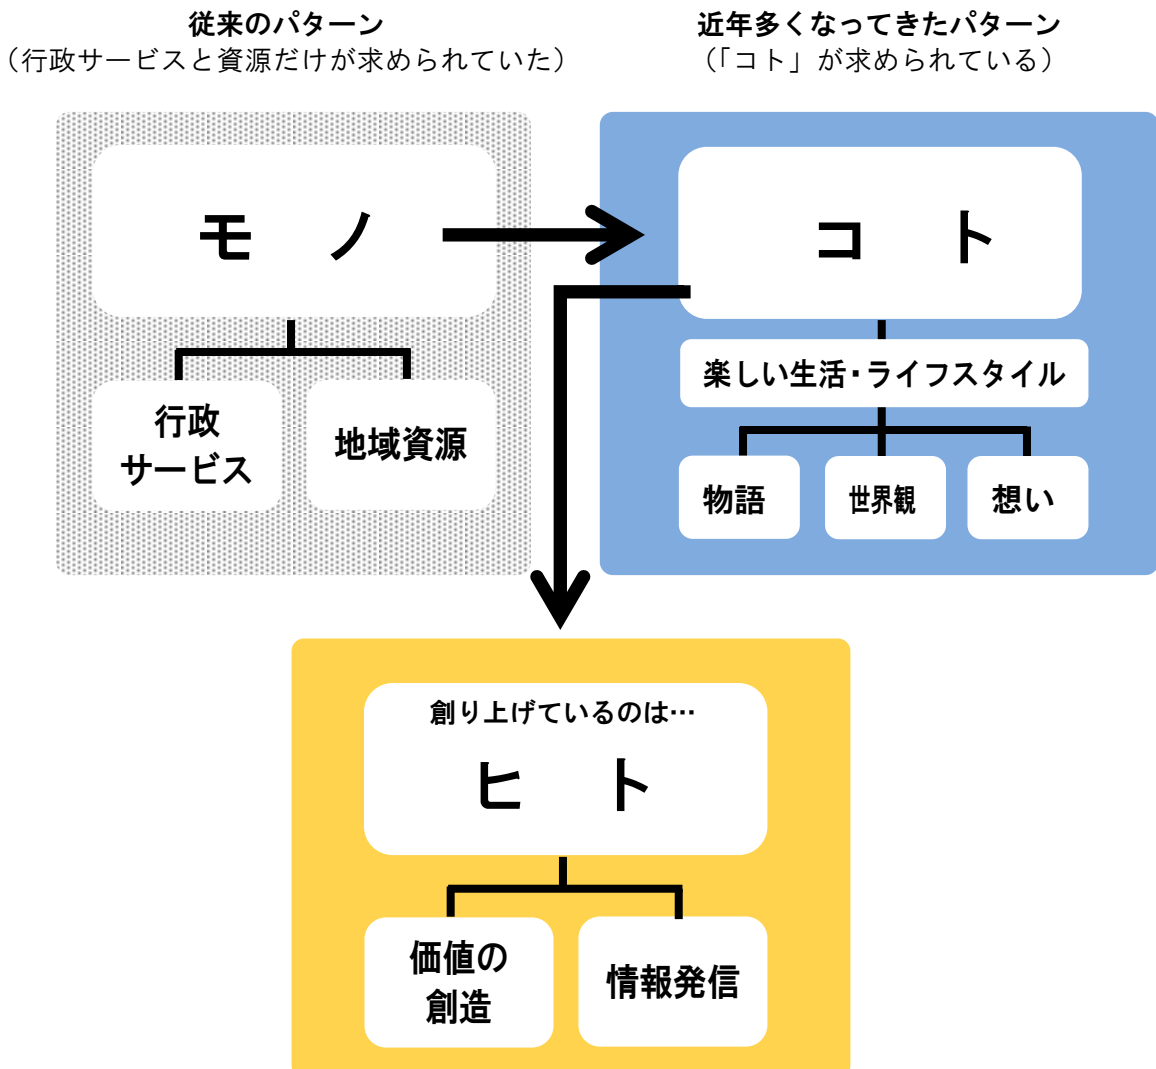 従来のパターン
（行政サービスと資源だけが求められていた）
モノ
行政
サービス
地域資源
近年多くなってきたパターン
（「コト」が求められている）
コト
楽しい生活・ライフスタイル
物語
世界観
想い
創り上げているのは…
ヒト
価値の
創造
情報発信